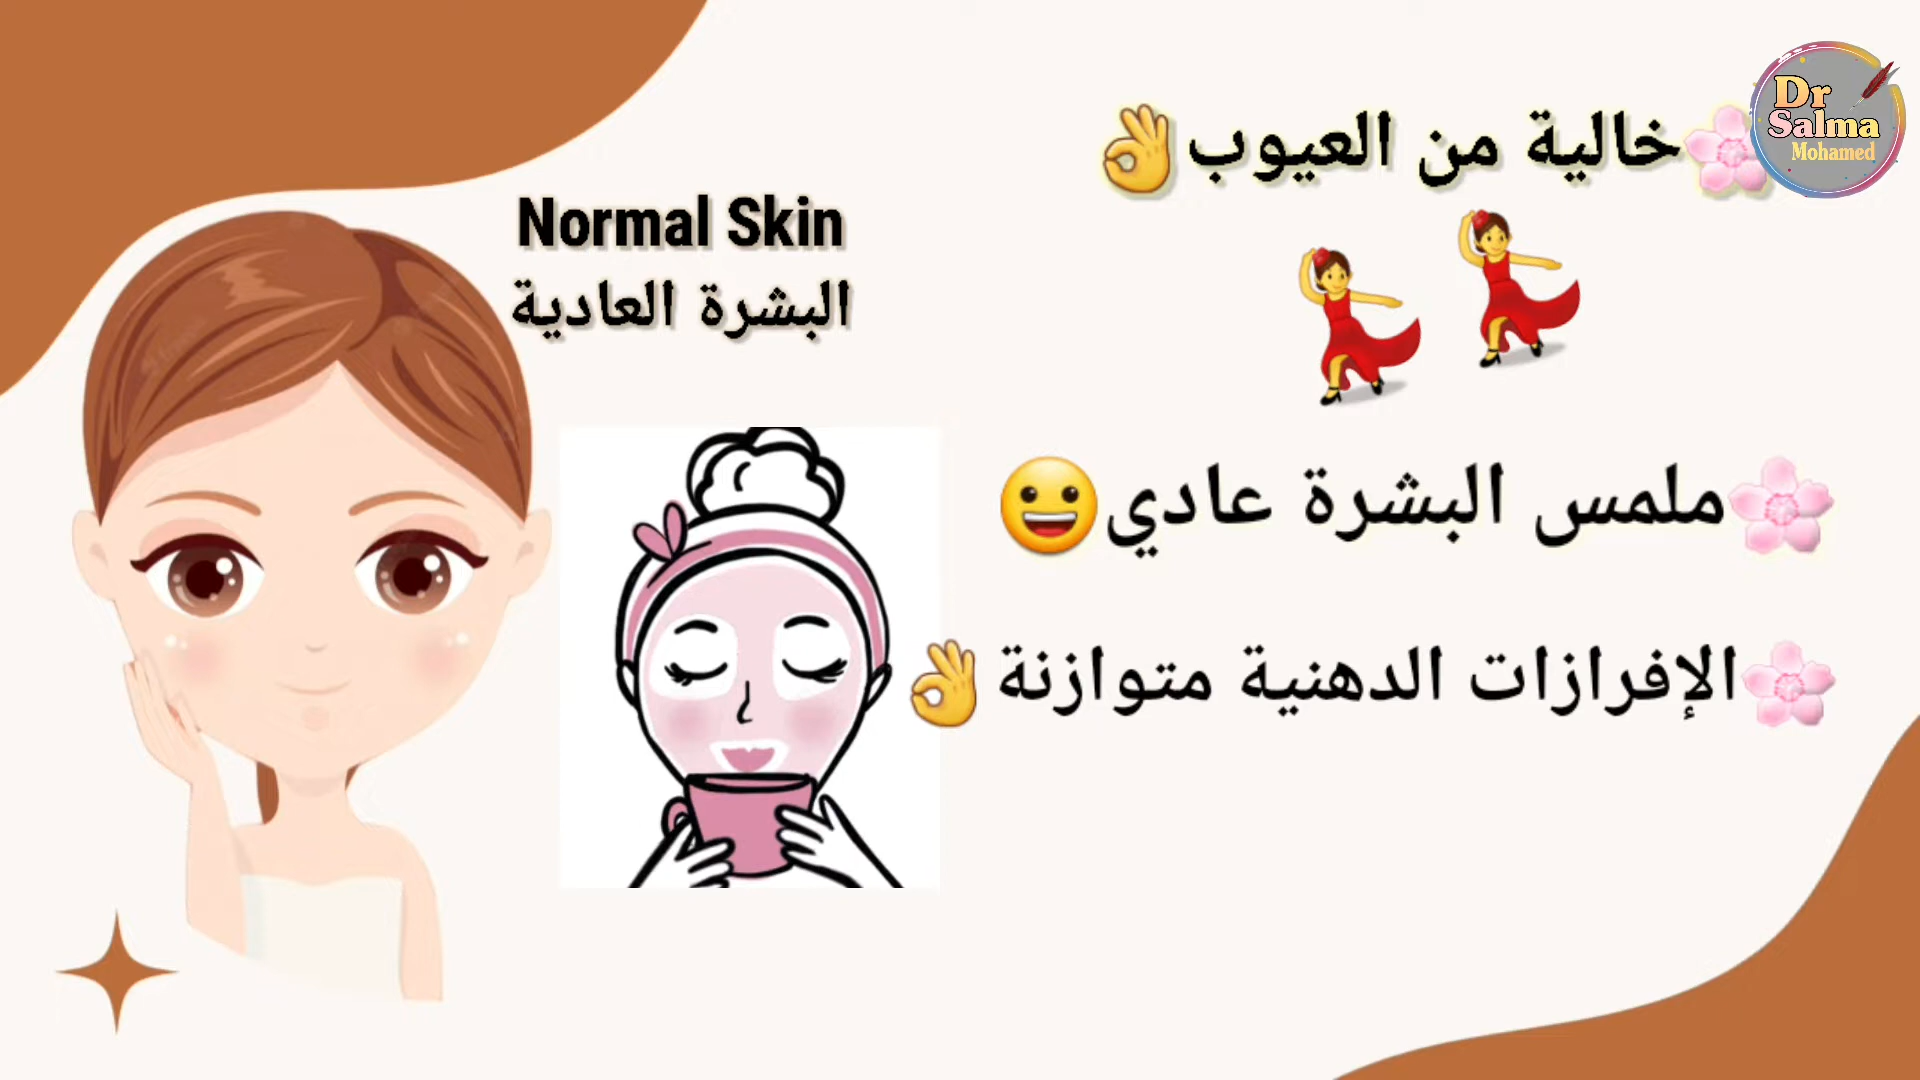 Dr
Salma
Mohamed
Normal Skin
البشرة العادية
خالية من العيوب
ملمس البشرة عادي
الإفرازات الدهنية متوازنة